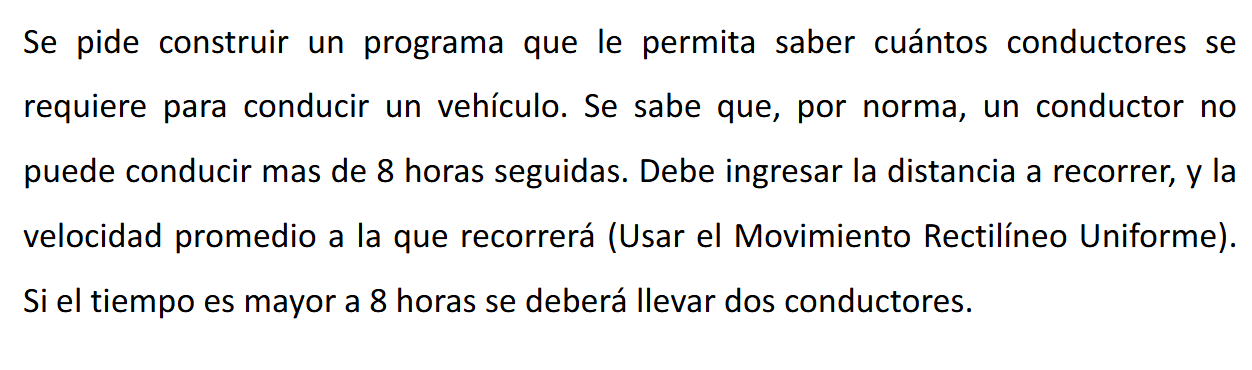 Se pide construir un programa que le permita saber cuántos conductores se
requiere para conducir un vehículo. Se sabe que, por norma, un conductor no
puede conducir mas de 8 horas seguidas. Debe ingresar la distancia a recorrer, y la
velocidad promedio a la que recorrerá (Usar el Movimiento Rectilíneo Uniforme).
Si el tiempo es mayor a 8 horas se deberá llevar dos conductores.